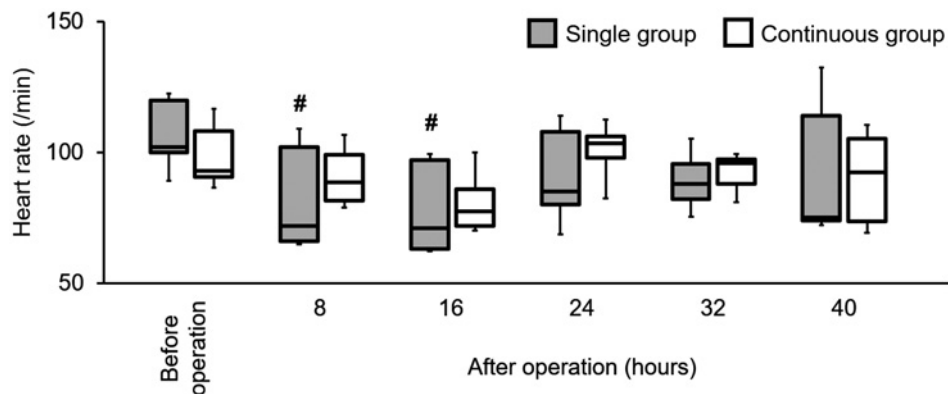 150
Single group
Continuous group
#
#
100
50
Heart rate (/min)
Before
operation
8
16
24
32
40
After operation (hours)